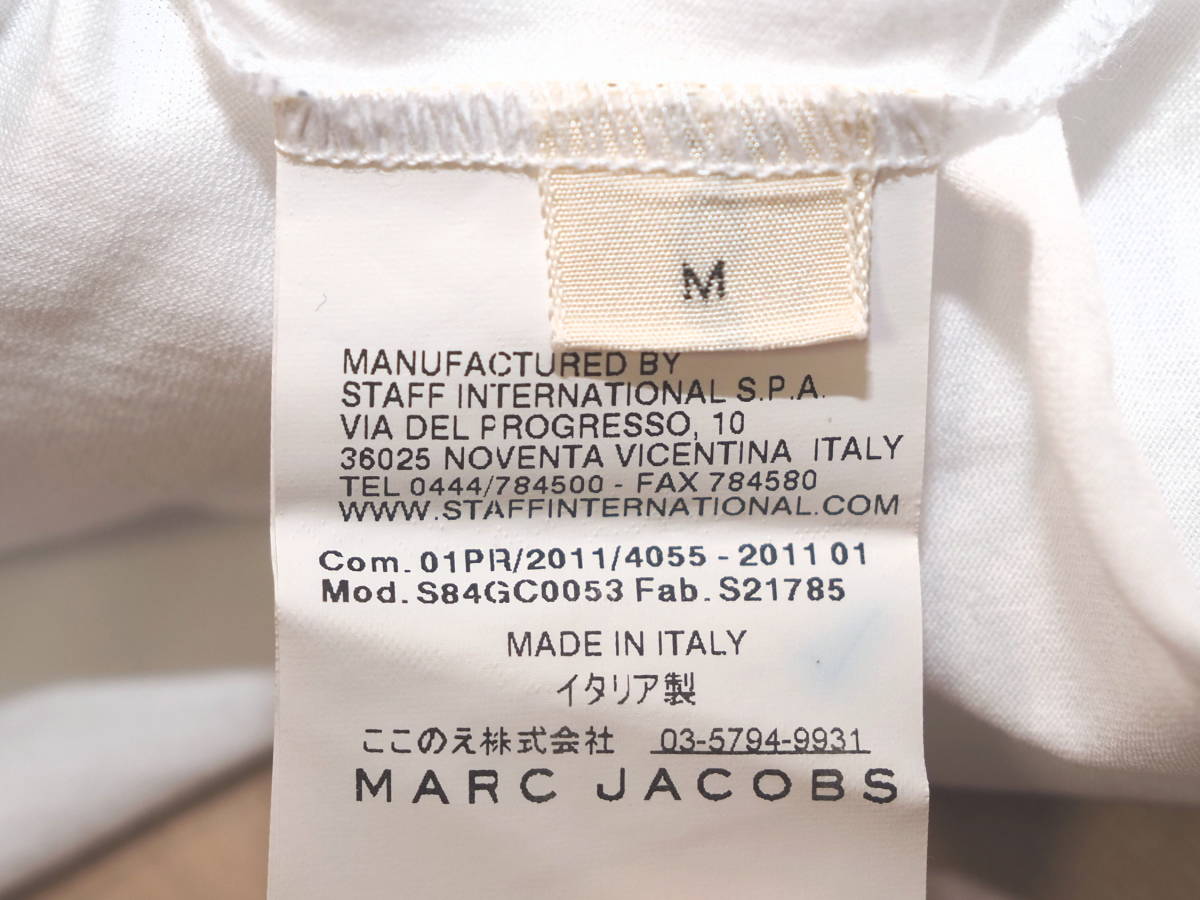 M
MANUFACTURED BY
STAFF INTERNATIONAL S.P.A.
VIA DEL PROGRESSO, 10
36025 NOVENTA VICENTINA ITALY
TEL 0444/784500 - FAX 784580
WWW.STAFFINTERNATIONAL.COM
Com. 01PR/2011/4055 - 2011 01
Mod. S84GC0053 Fab. S21785
MADE IN ITALY
イタリア製
ここのえ株式会社 03-5794-9931
MARC JACOBS